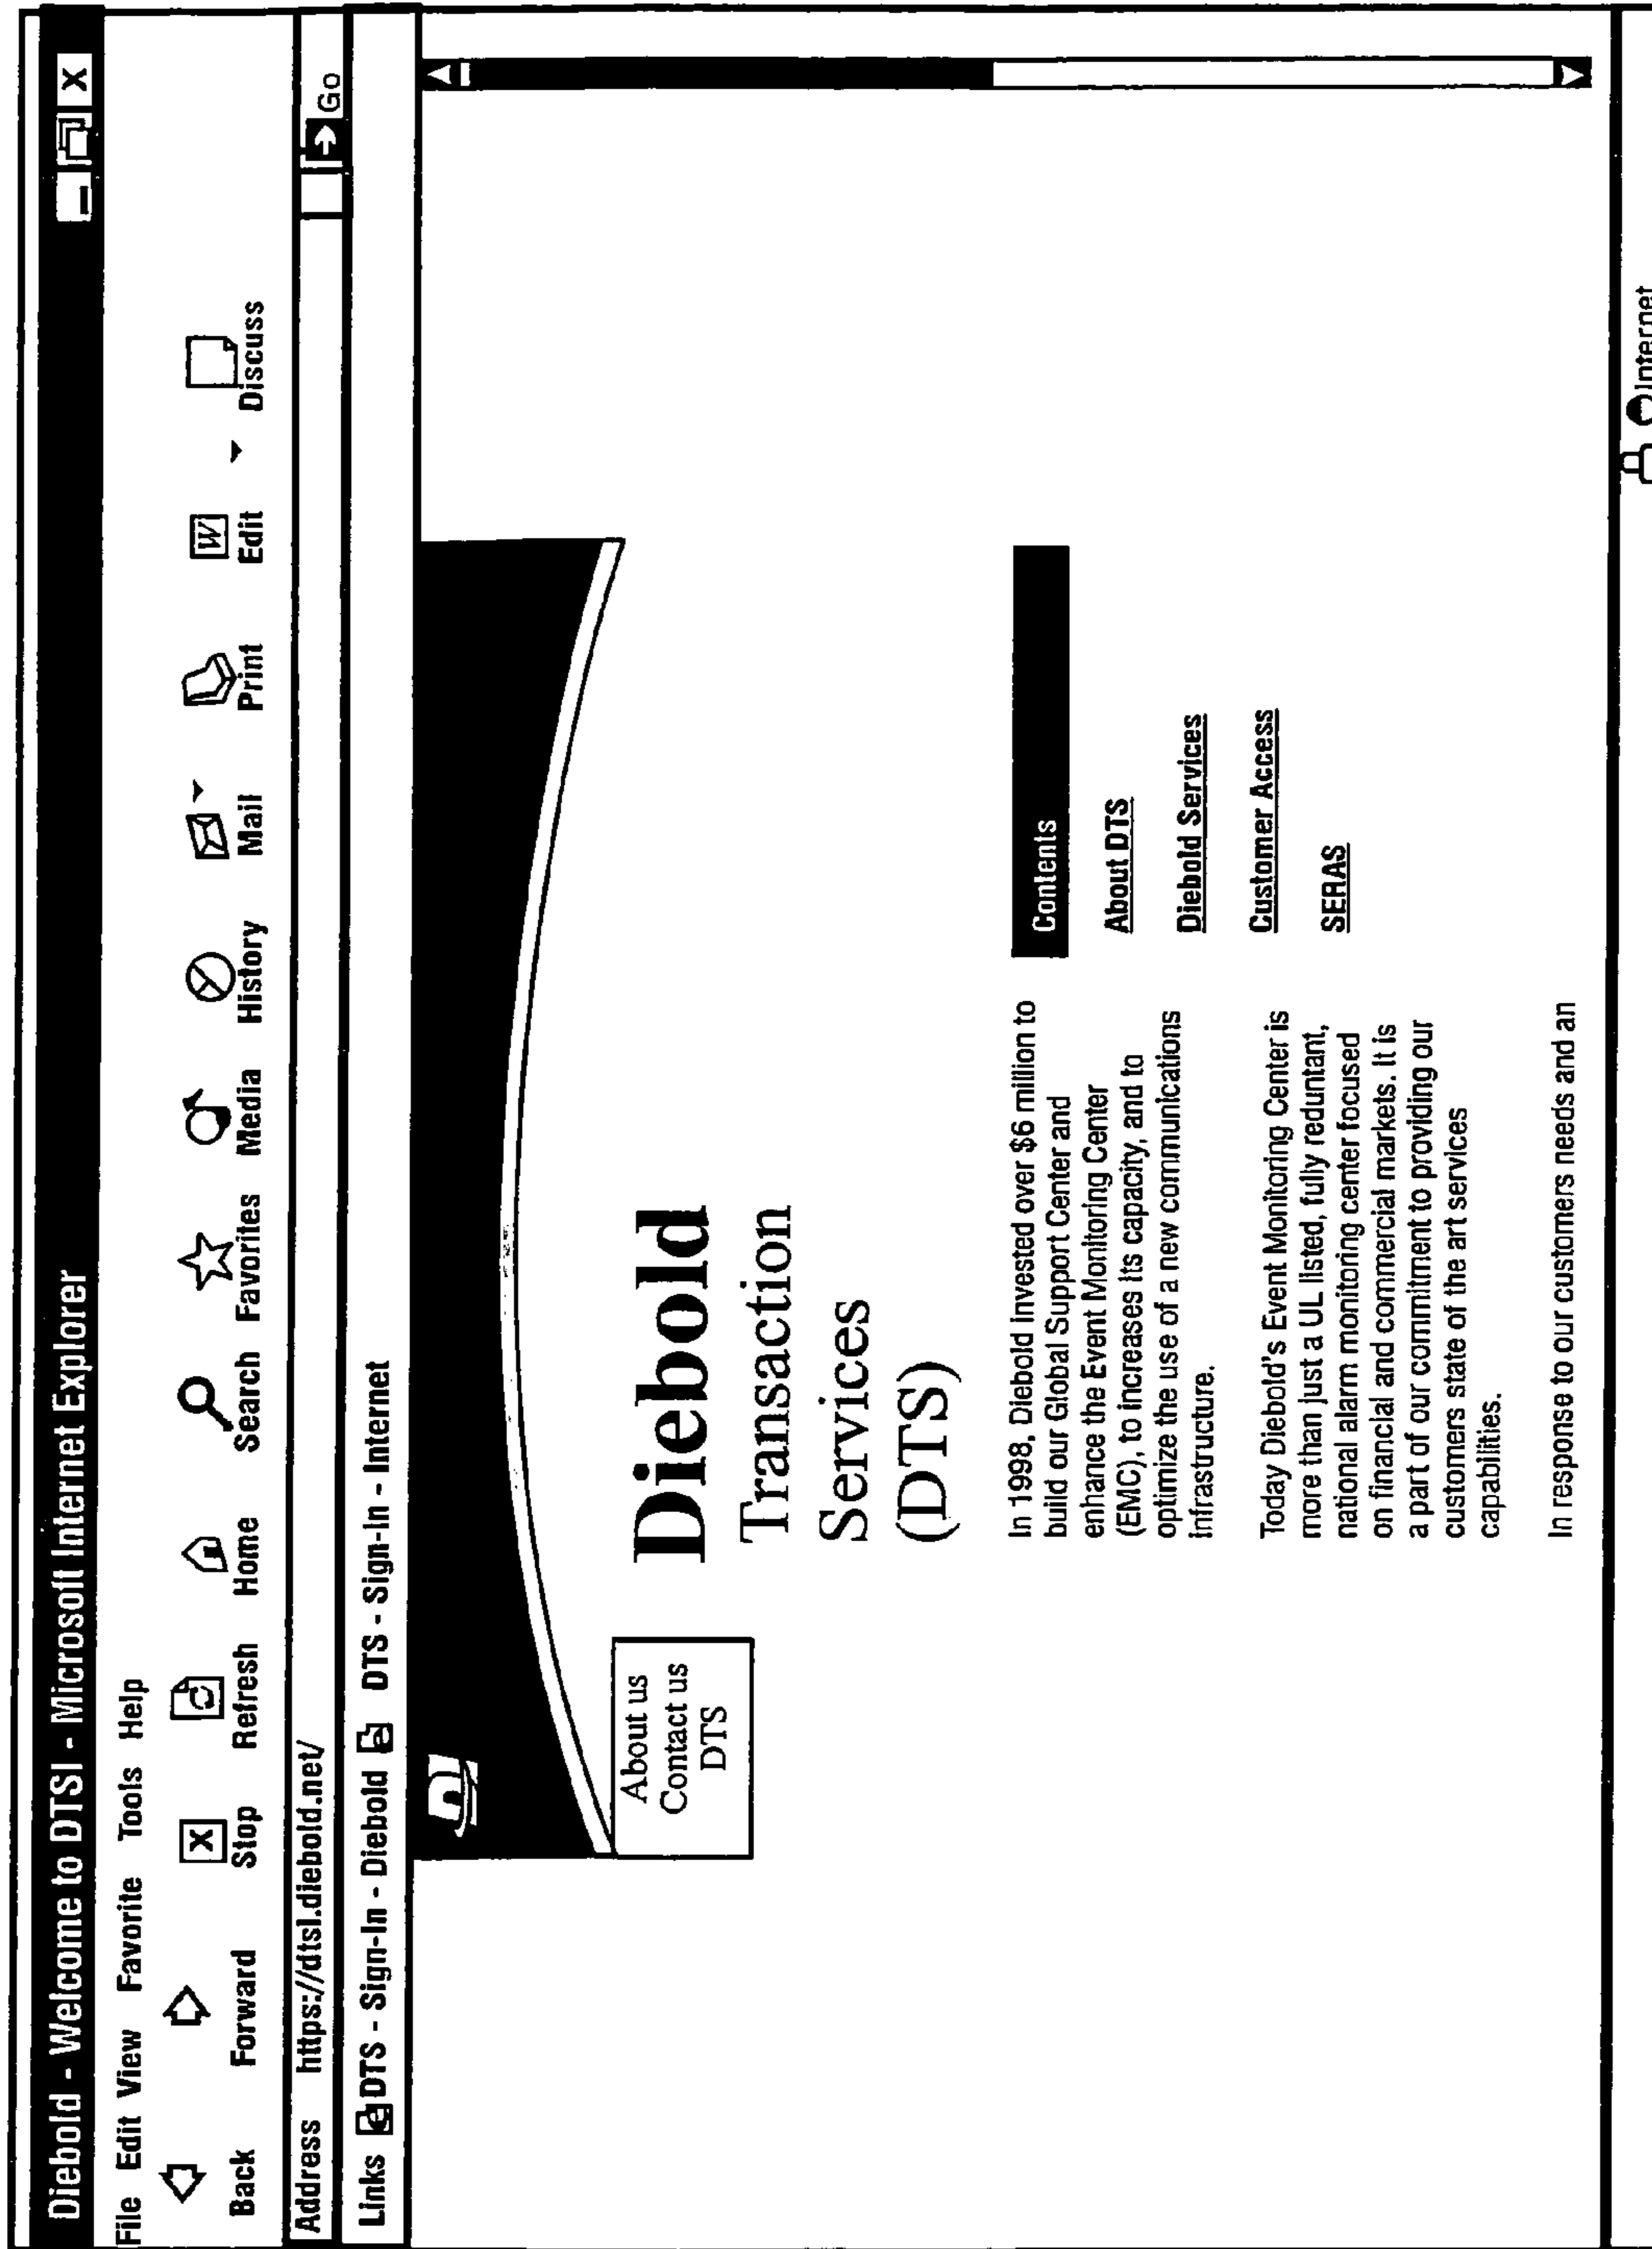 Diebold - Welcome to DTSI - Microsoft Internet Explorer
File Edit View Favorite Tools Help
Back Forward Stop Refresh Home Search Favorites Media History Mail Print Edit Discuss
Address https://dtsl.diebold.net/ Go
Links DTS - Sign-In - Diebold DTS - Sign-In - Internet
About us
Contact us
DTS
Diebold
Transaction
Services
(DTS)
In 1998, Diebold invested over $6 million to
build our Global Support Center and
enhance the Event Monitoring Center
(EMC), to increases its capacity, and to
optimize the use of a new communications
infrastructure.
Today Diebold's Event Monitoring Center is
more than just a UL listed, fully reduntant,
national alarm monitoring center focused
on financial and commercial markets. It is
a part of our commitment to providing our
customers state of the art services
capabilities.
In response to our customers needs and an
Contents
About DTS
Diebold Services
Customer Access
SERAS
Internet